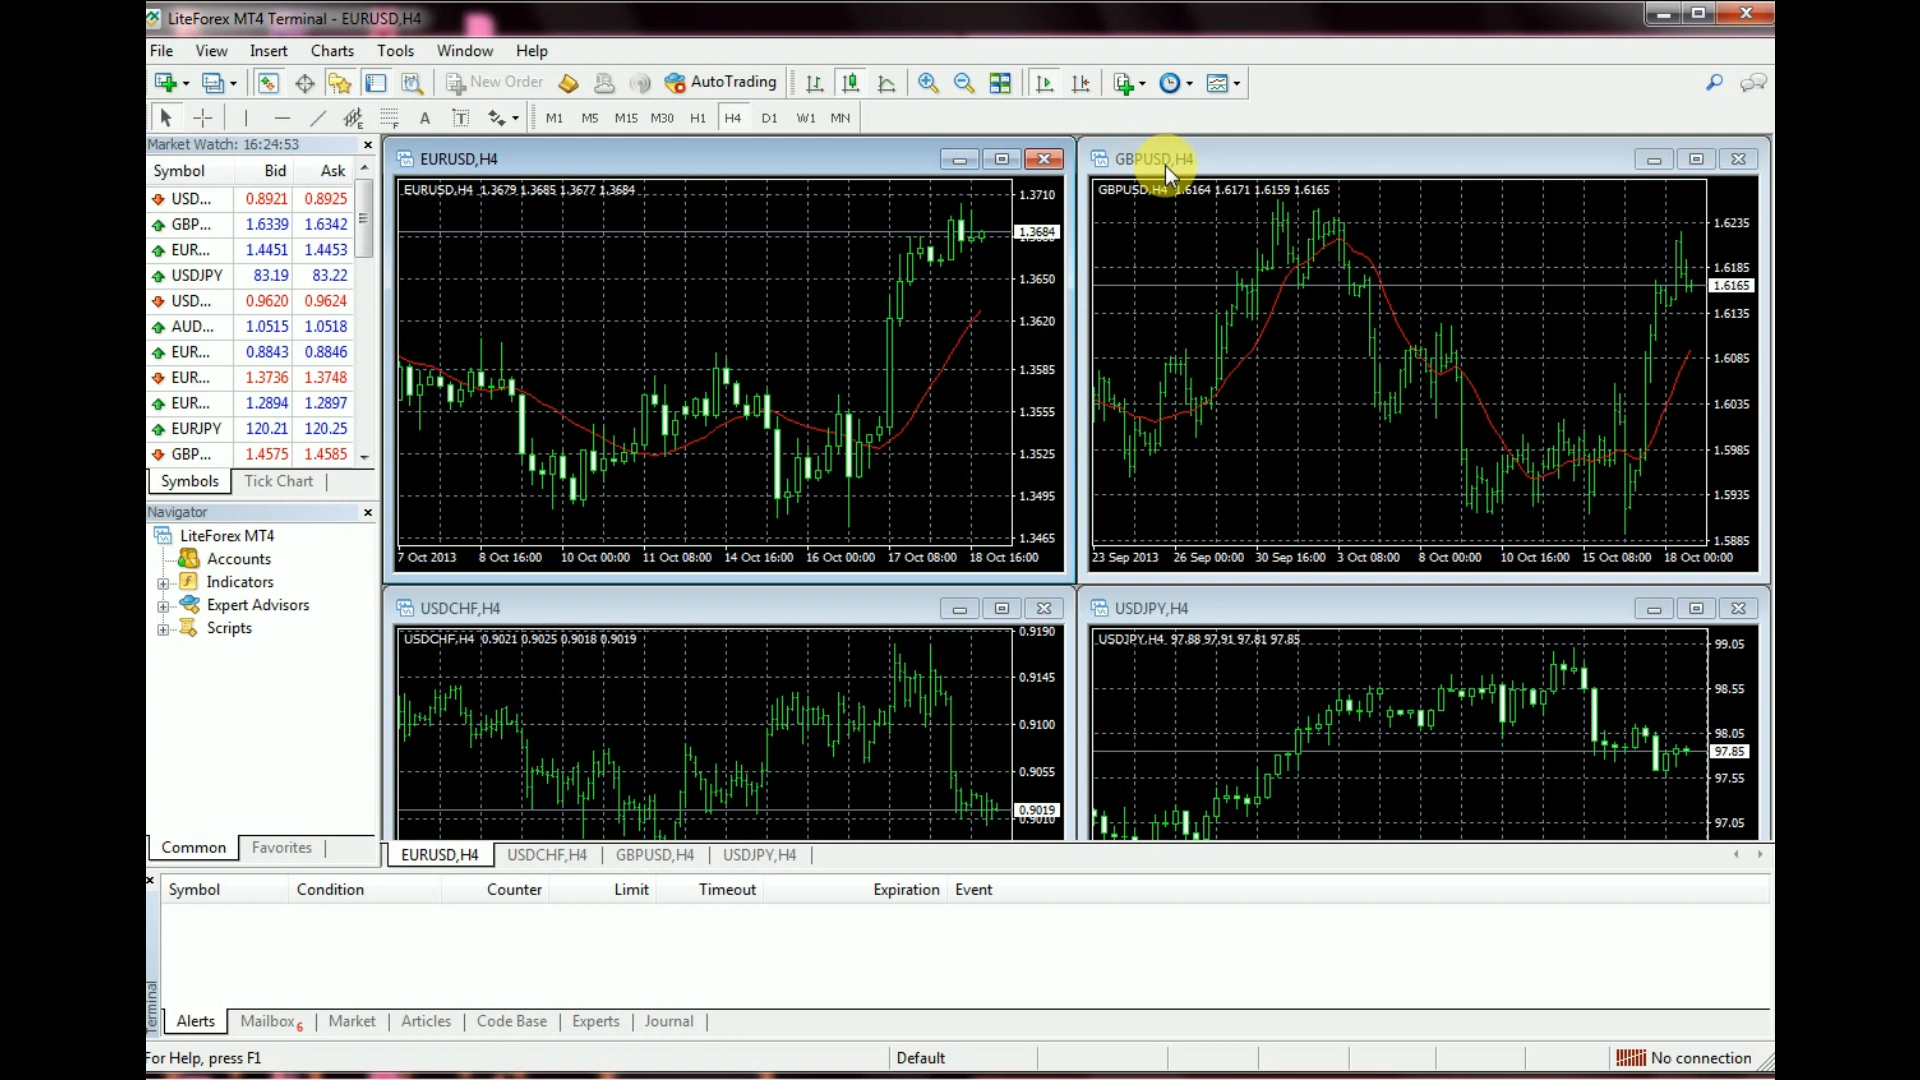 LiteForex MT4 Terminal - EURUSD,H4
File View Insert Charts Tools Window Help
New Order AutoTrading
A T M1 M5 M15 M30 H1 H4 D1 W1 MN
Market Watch: 16:24:53
Symbol Bid Ask
USD... 0.8921 0.8925
GBP... 1.6339 1.6342
EUR... 1.4451 1.4453
USDJPY 83.19 83.22
USD... 0.9620 0.9624
AUD... 1.0515 1.0518
EUR... 0.8843 0.8846
EUR... 1.3736 1.3748
EUR... 1.2894 1.2897
EURJPY 120.21 120.25
GBP... 1.4575 1.4585
Symbols Tick Chart
Navigator
LiteForex MT4
Accounts
Indicators
Expert Advisors
Scripts
Common Favorites
EURUSD,H4
EURUSD,H4 1.3679 1.3685 1.3677 1.3684
1.3710
1.3684
1.3650
1.3620
1.3585
1.3555
1.3525
1.3495
1.3465
7 Oct 2013 8 Oct 16:00 10 Oct 00:00 11 Oct 08:00 14 Oct 16:00 16 Oct 00:00 17 Oct 08:00 18 Oct 16:00
GBPUSD,H4
GBPUSD,H4 1.6164 1.6171 1.6159 1.6165
1.6235
1.6185
1.6165
1.6135
1.6085
1.6035
1.5985
1.5935
1.5885
23 Sep 2013 26 Sep 00:00 30 Sep 16:00 3 Oct 08:00 8 Oct 00:00 10 Oct 16:00 15 Oct 08:00 18 Oct 00:00
USDCHF,H4
USDCHF,H4 0.9021 0.9025 0.9018 0.9019
0.9190
0.9145
0.9100
0.9055
0.9019
0.9010
USDJPY,H4
USDJPY,H4 97.88 97.91 97.81 97.85
99.05
98.55
98.05
97.85
97.55
97.05
EURUSD,H4 USDCHF,H4 GBPUSD,H4 USDJPY,H4
Symbol Condition Counter Limit Timeout Expiration Event
Terminal
Alerts Mailbox 6 Market Articles Code Base Experts Journal
For Help, press F1 Default No connection